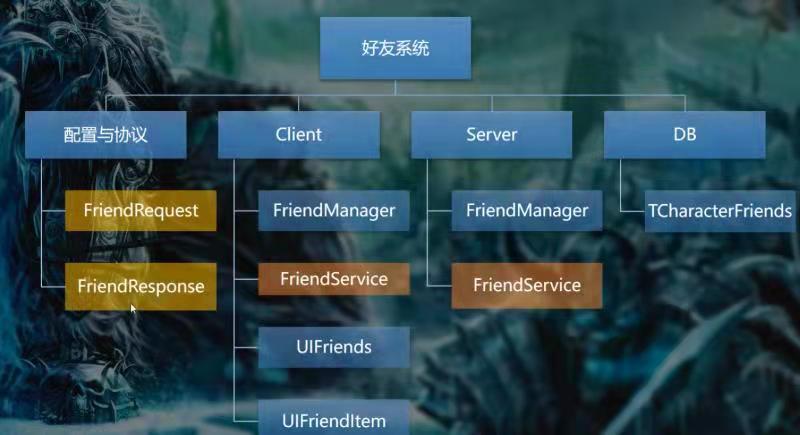 好友系统
配置与协议
Client
Server
DB
FriendRequest
FriendManager
FriendManager
TCharacterFriends
FriendResponse
FriendService
FriendService
UIFriends
UIFriendItem